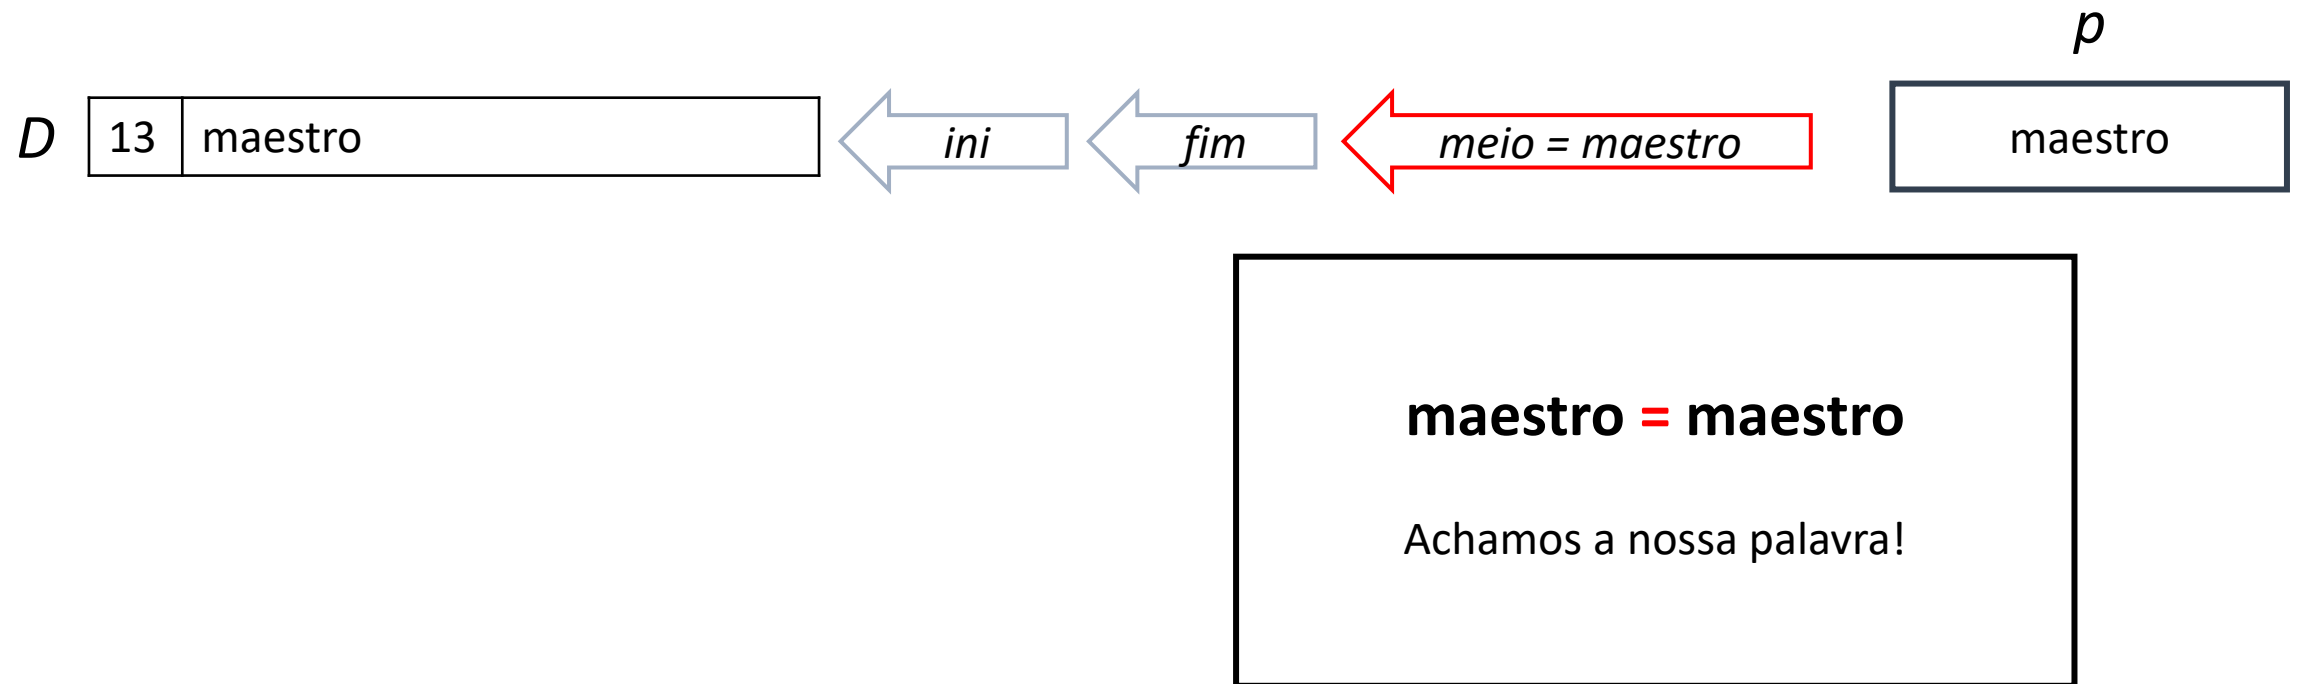 p
D 13 maestro ini fim meio = maestro maestro
maestro = maestro
Achamos a nossa palavra!